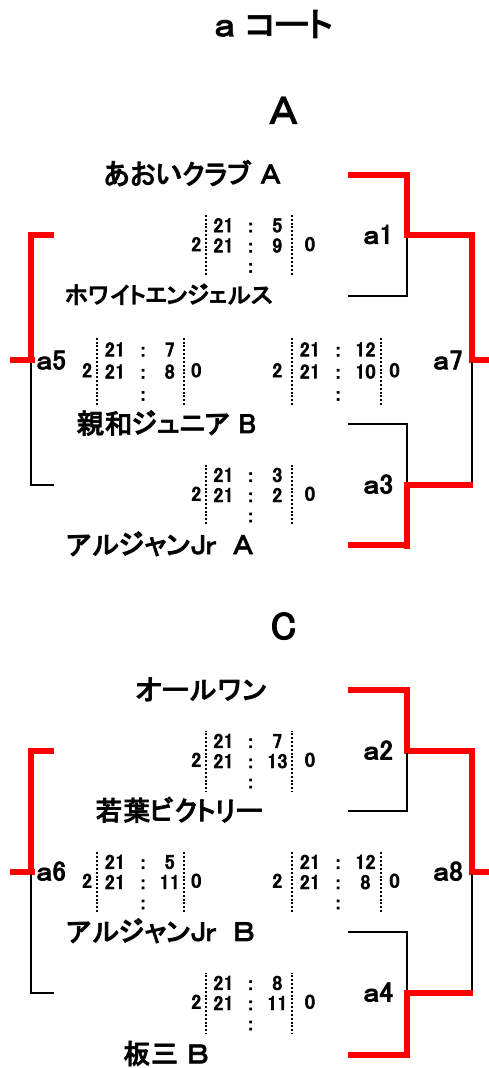 a コート
A
あおいクラブ A
21 : 5
2 21 : 9 0 a1
:
ホワイトエンジェルス
21 : 7 21 : 12
a5 2 21 : 8 0 2 21 : 10 0 a7
: :
親和ジュニア B
21 : 3
2 21 : 2 0 a3
:
アルジャンJr A
C
オールワン
21 : 7
2 21 : 13 0 a2
:
若葉ビクトリー
21 : 5 21 : 12
a6 2 21 : 11 0 2 21 : 8 0 a8
: :
アルジャンJr B
21 : 8
2 21 : 11 0 a4
:
板三 B